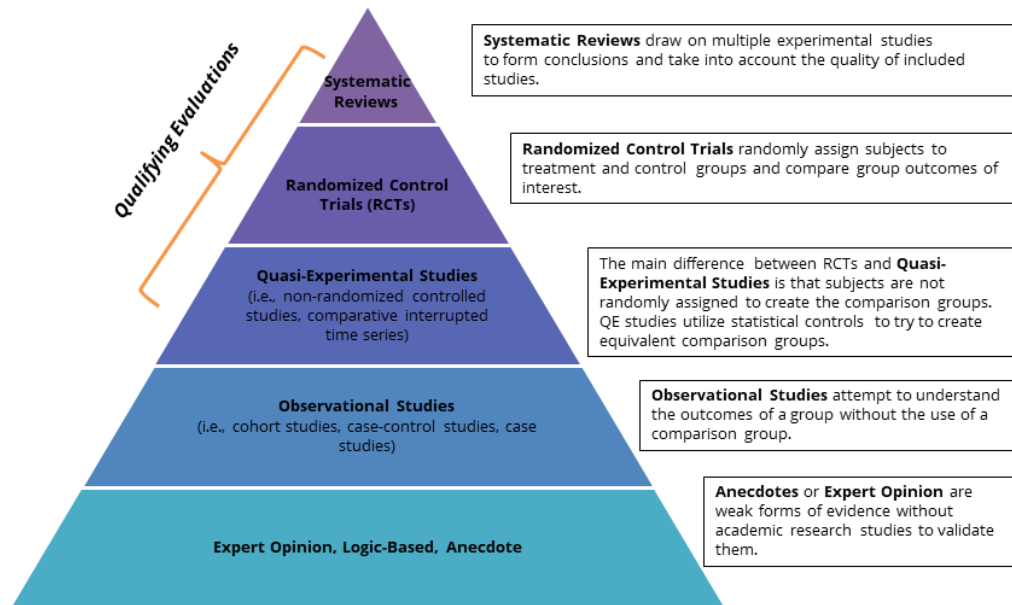 Qualifying Evaluations
Systematic
Reviews
Systematic Reviews draw on multiple experimental studies
to form conclusions and take into account the quality of included
studies.
Randomized Control
Trials (RCTs)
Randomized Control Trials randomly assign subjects to
treatment and control groups and compare group outcomes of
interest.
Quasi-Experimental Studies
(i.e., non-randomized controlled
studies, comparative interrupted
time series)
The main difference between RCTs and Quasi-
Experimental Studies is that subjects are not
randomly assigned to create the comparison groups.
QE studies utilize statistical controls to try to create
equivalent comparison groups.
Observational Studies
(i.e., cohort studies, case-control studies, case
studies)
Observational Studies attempt to understand
the outcomes of a group without the use of a
comparison group.
Expert Opinion, Logic-Based, Anecdote
Anecdotes or Expert Opinion are
weak forms of evidence without
academic research studies to validate
them.